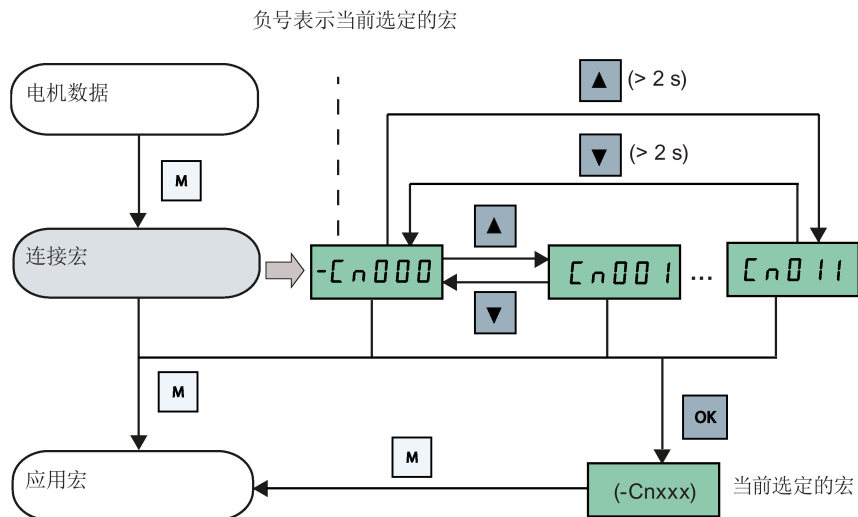 负号表示当前选定的宏
电机数据
▲ (> 2 s)
M
▼ (> 2 s)
连接宏
▲
-Cn000
Cn001
...
Cn011
▼
M
OK
应用宏
M
(-Cnxxx)
当前选定的宏